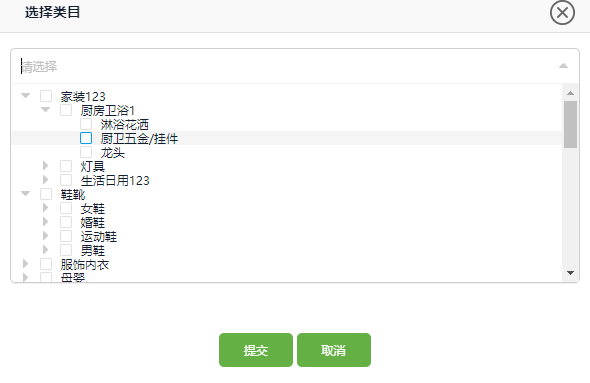 选择类目
请选择
家装123
厨房卫浴1
淋浴花洒
厨卫五金/挂件
龙头
灯具
生活日用123
鞋靴
女鞋
婚鞋
运动鞋
男鞋
服饰内衣
母婴
提交 取消